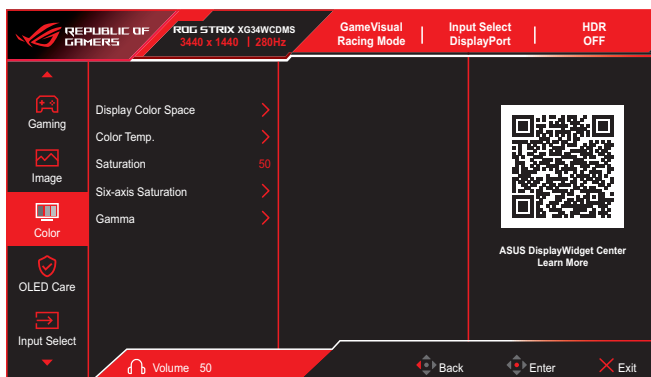 REPUBLIC OF
GAMERS
ROG STRIX XG34WCDMS
3440 x 1440 | 280Hz
GameVisual
Racing Mode
Input Select
DisplayPort
HDR
OFF
Gaming
Image
Color
OLED Care
Input Select
Display Color Space
Color Temp.
Saturation 50
Six-axis Saturation
Gamma
ASUS DisplayWidget Center
Learn More
Volume 50
Back
Enter
Exit